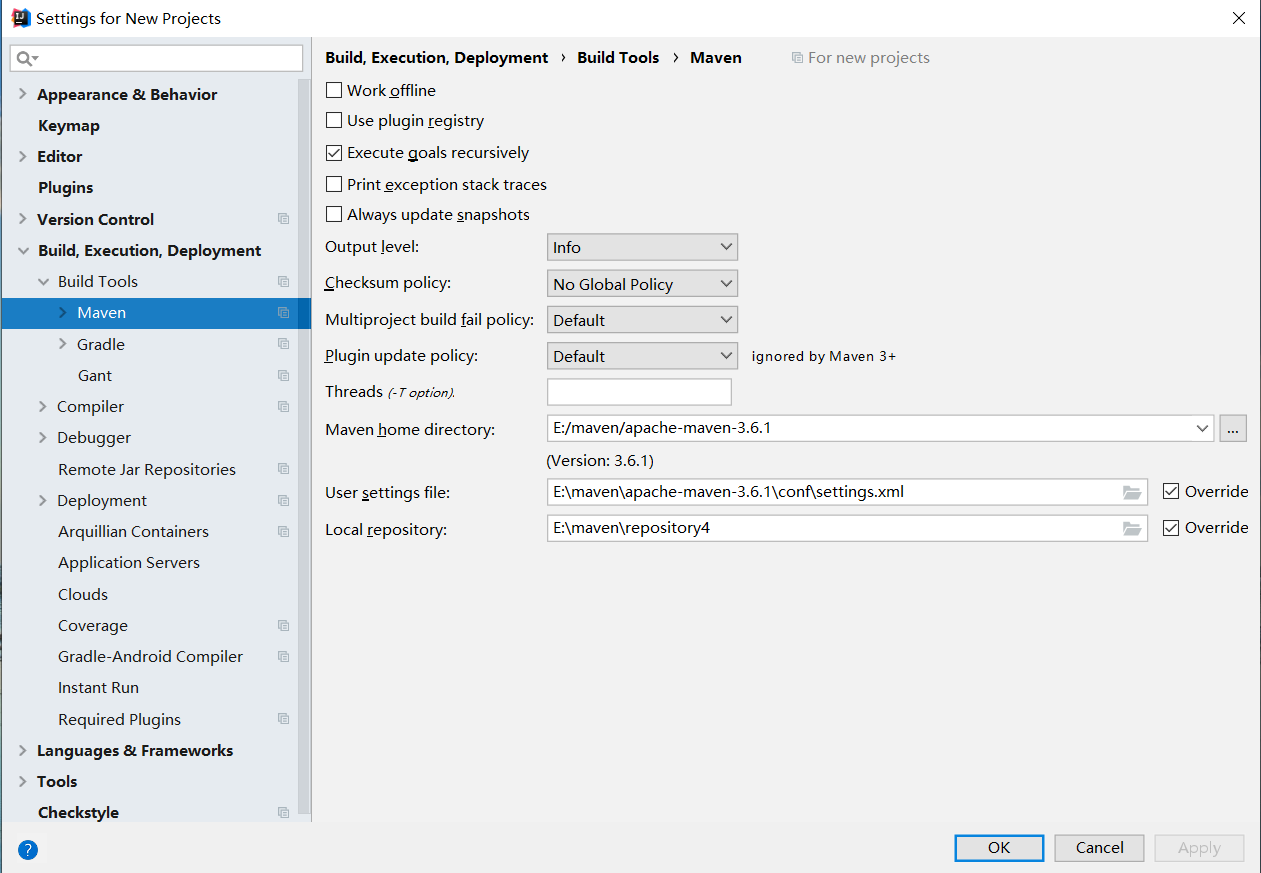 Settings for New Projects
Build, Execution, Deployment › Build Tools › Maven For new projects
Appearance & Behavior
Keymap
Editor
Plugins
Version Control
Build, Execution, Deployment
Build Tools
Maven
Gradle
Gant
Compiler
Debugger
Remote Jar Repositories
Deployment
Arquillian Containers
Application Servers
Clouds
Coverage
Gradle-Android Compiler
Instant Run
Required Plugins
Languages & Frameworks
Tools
Checkstyle
Work offline
Use plugin registry
Execute goals recursively
Print exception stack traces
Always update snapshots
Output level: Info
Checksum policy: No Global Policy
Multiproject build fail policy: Default
Plugin update policy: Default ignored by Maven 3+
Threads (-T option).
Maven home directory: E:/maven/apache-maven-3.6.1 ...
(Version: 3.6.1)
User settings file: E:\maven\apache-maven-3.6.1\conf\settings.xml Override
Local repository: E:\maven\repository4 Override
? OK Cancel Apply